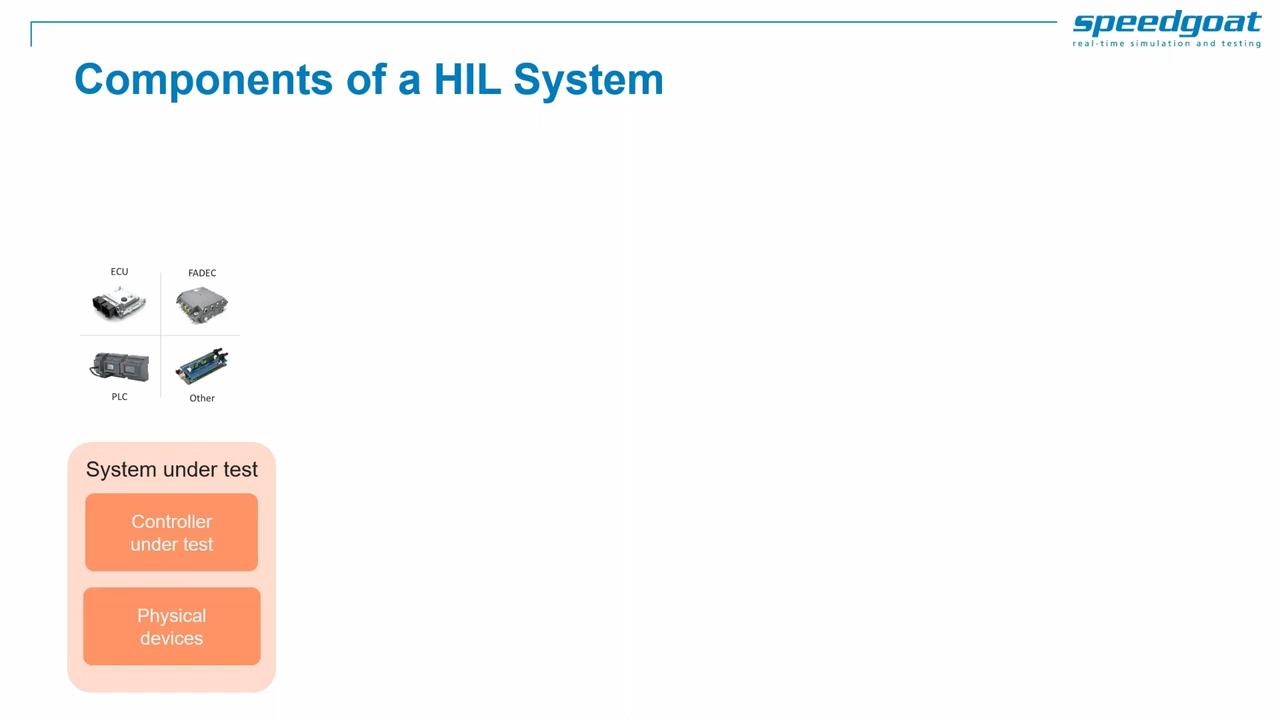 speedgoat
real-time simulation and testing
Components of a HIL System
ECU
FADEC
PLC
Other
System under test
Controller
under test
Physical
devices